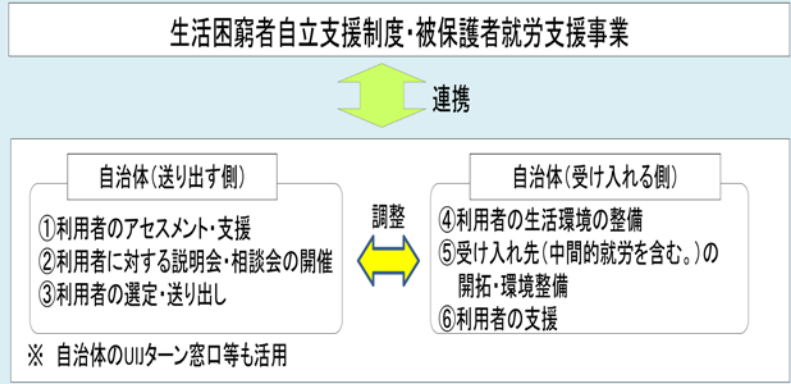 生活困窮者自立支援制度・被保護者就労支援事業
連携
自治体(送り出す側)
①利用者のアセスメント・支援
②利用者に対する説明会・相談会の開催
③利用者の選定・送り出し
調整
自治体(受け入れる側)
④利用者の生活環境の整備
⑤受け入れ先(中間的就労を含む。)の
開拓・環境整備
⑥利用者の支援
※ 自治体のUIJターン窓口等も活用